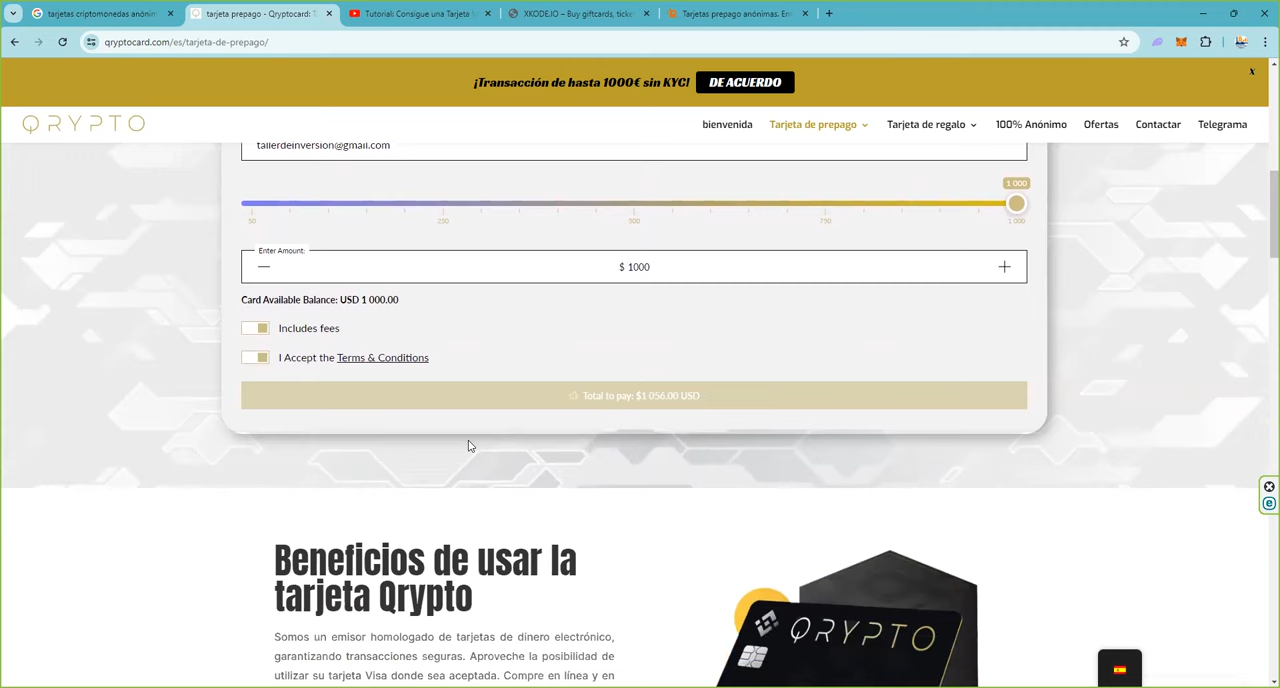 tarjetas criptomonedas anónim
tarjeta prepago - Qryptocard: T
Tutorial: Consigue una Tarjeta
XKODE.IO – Buy giftcards, ticke
Tarjetas prepago anónimas. En
qryptocard.com/es/tarjeta-de-prepago/
¡Transacción de hasta 1000€ sin KYC!
DE ACUERDO
x
QRYPTO
bienvenida
Tarjeta de prepago
Tarjeta de regalo
100% Anónimo
Ofertas
Contactar
Telegrama
tallerdeinversion@gmail.com
1 000
50
250
500
750
1 000
Enter Amount:
$ 1000
Card Available Balance: USD 1 000.00
Includes fees
I Accept the Terms & Conditions
Total to pay: $1 056.00 USD
Beneficios de usar la
tarjeta Qrypto
Somos un emisor homologado de tarjetas de dinero electrónico,
garantizando transacciones seguras. Aproveche la posibilidad de
utilizar su tarjeta Visa donde sea aceptada. Compre en línea y en
QRYPTO